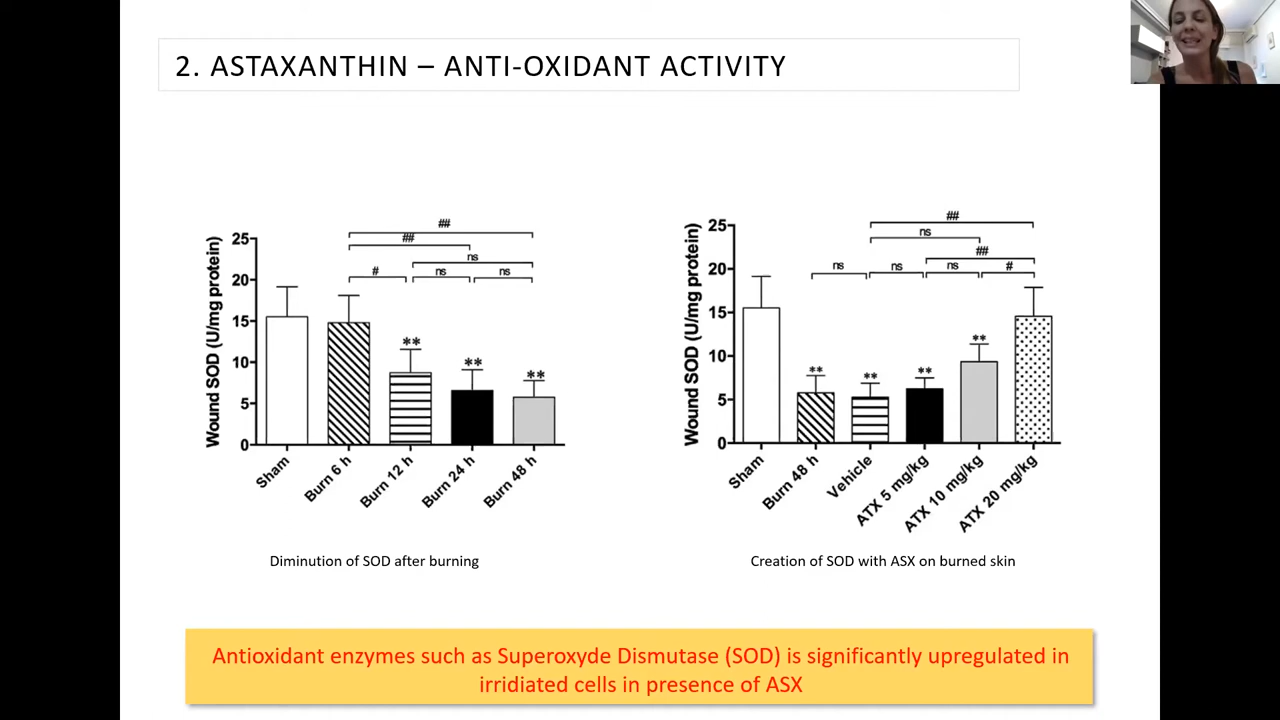 2. ASTAXANTHIN – ANTI-OXIDANT ACTIVITY
##
##
ns
#
ns
ns
25
20
15
10
5
0
Wound SOD (U/mg protein)
**
**
**
Sham
Burn 6 h
Burn 12 h
Burn 24 h
Burn 48 h
Diminution of SOD after burning
##
ns
##
ns
ns
ns
#
25
20
15
10
5
0
Wound SOD (U/mg protein)
**
**
**
**
Sham
Burn 48 h
Vehicle
ATX 5 mg/kg
ATX 10 mg/kg
ATX 20 mg/kg
Creation of SOD with ASX on burned skin
Antioxidant enzymes such as Superoxyde Dismutase (SOD) is significantly upregulated in
irridiated cells in presence of ASX